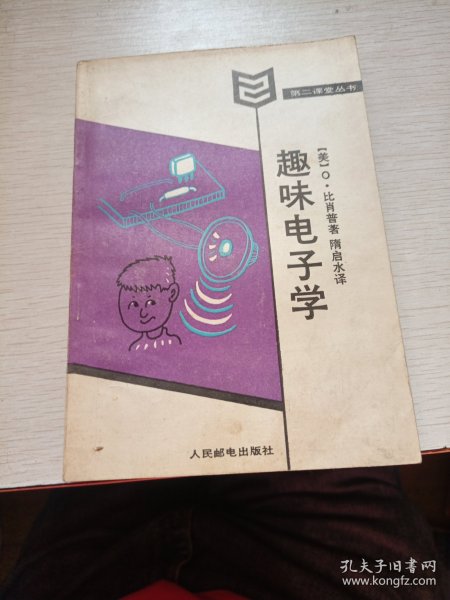 第二课堂丛书
趣味电子学
［美］O·比肖普著 隋启水译
人民邮电出版社
孔夫子旧书网
www.kongfz.com